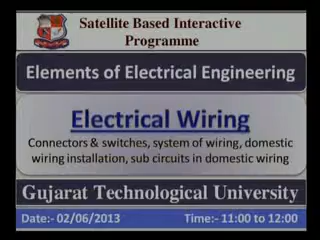 Satellite Based Interactive
Programme
Elements of Electrical Engineering
Electrical Wiring
Connectors & switches, system of wiring, domestic
wiring installation, sub circuits in domestic wiring
Gujarat Technological University
Date:- 02/06/2013 Time:- 11:00 to 12:00